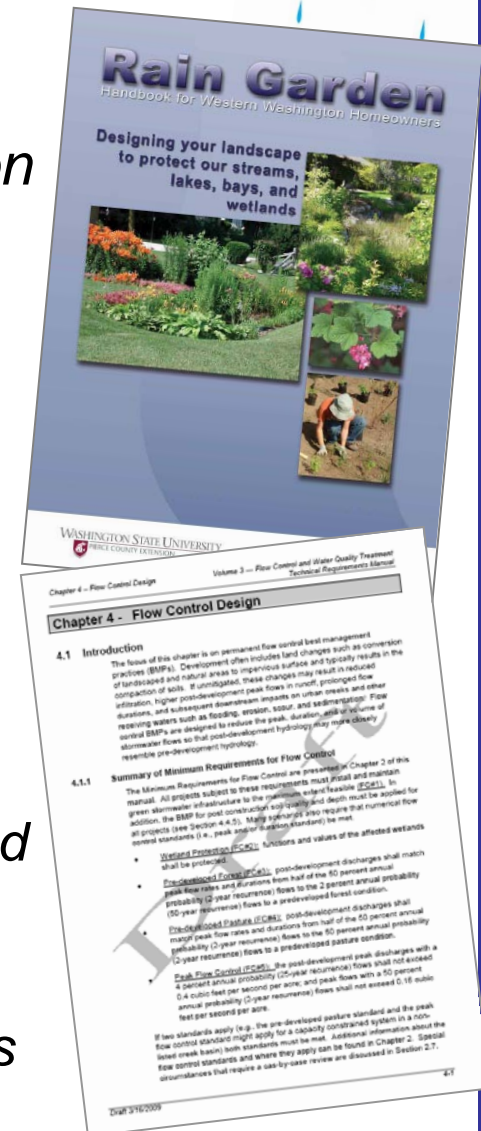 on
d
s
Rain Garden
Handbook for Western Washington Homeowners
Designing your landscape
to protect our streams,
lakes, bays, and
wetlands
WASHINGTON STATE UNIVERSITY
PIERCE COUNTY EXTENSION
Chapter 4 – Flow Control Design
Volume 3 — Flow Control and Water Quality Treatment
Technical Requirements Manual
Chapter 4 - Flow Control Design
4.1 Introduction
The focus of this chapter is on permanent flow control best management
practices (BMPs). Development often includes land changes such as conversion
of landscaped and natural areas to impervious surface and typically results in the
compaction of soils. If unmitigated, these changes may result in reduced
infiltration, higher post-development peak flows in runoff, prolonged flow
durations, and subsequent downstream impacts on urban creeks and other
receiving waters such as flooding, erosion, scour, and sedimentation. Flow
control BMPs are designed to reduce the peak, duration, and/or volume of
stormwater flows so that post-development hydrology may more closely
resemble pre-development hydrology.
4.1.1 Summary of Minimum Requirements for Flow Control
The Minimum Requirements for Flow Control are presented in Chapter 2 of this
manual. All projects subject to these requirements must install and maintain
green stormwater infrastructure to the maximum extent feasible (FC#1). In
addition, the BMP for post construction soil quality and depth must be applied for
all projects (see Section 4.4.5). Many scenarios also require that numerical flow
control standards (i.e., peak and/or duration standard) be met.
• Wetland Protection (FC#2): functions and values of the affected wetlands
shall be protected.
• Pre-developed Forest (FC#3): post-development discharges shall match
peak flow rates and durations from half of the 50 percent annual
probability (2-year recurrence) flows to the 2 percent annual probability
(50-year recurrence) flows to a predeveloped forest condition.
• Pre-developed Pasture (FC#4): post-development discharges shall
match peak flow rates and durations from half of the 50 percent annual
probability (2-year recurrence) flows to the 50 percent annual probability
(2-year recurrence) flows to a predeveloped pasture condition.
• Peak Flow Control (FC#5): the post-development peak discharges with a
4 percent annual probability (25-year recurrence) flows shall not exceed
0.4 cubic feet per second per acre; and peak flows with a 50 percent
annual probability (2-year recurrence) flows shall not exceed 0.15 cubic
feet per second per acre.
If two standards apply (e.g., the pre-developed pasture standard and the peak
flow control standard might apply for a capacity constrained system in a non-
listed creek basin) both standards must be met. Additional information about the
flow control standards and where they apply can be found in Chapter 2. Special
circumstances that require a case-by-case review are discussed in Section 2.7.
Draft
Draft 3/16/2009
4-1